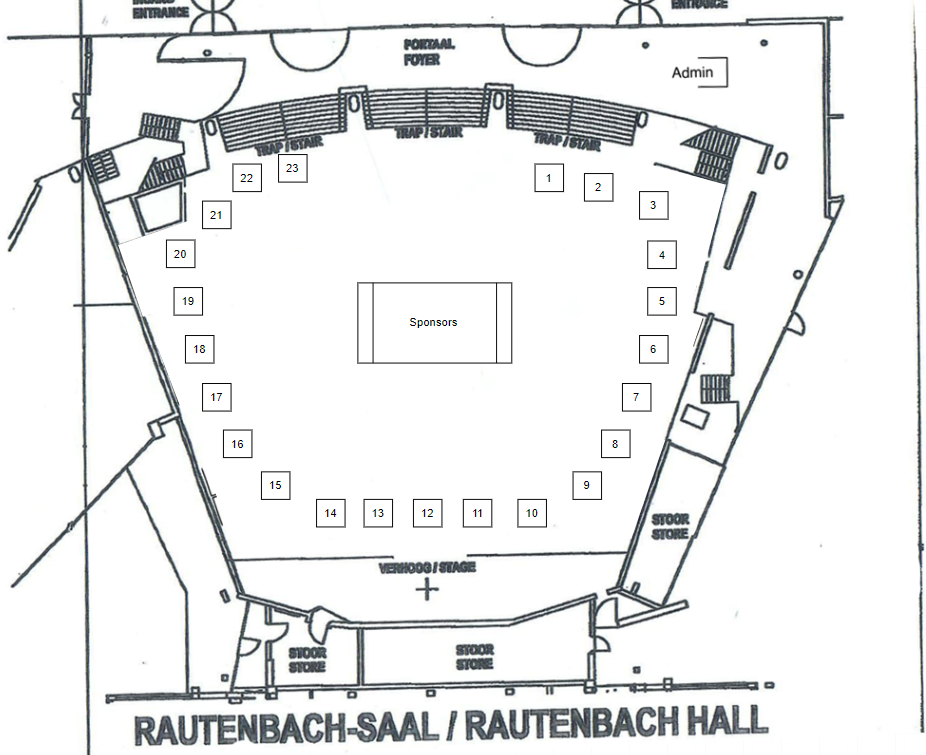 INGANG
ENTRANCE
ENTRANCE
PORTAAL
FOYER
Admin
TRAP / STAIR
TRAP / STAIR
TRAP / STAIR
22
23
1
2
3
21
20
4
19
Sponsors
5
18
6
17
7
16
8
15
9
14
13
12
11
10
STOOR
STORE
VERHOOG / STAGE
STOOR
STORE
STOOR
STORE
RAUTENBACH-SAAL / RAUTENBACH HALL